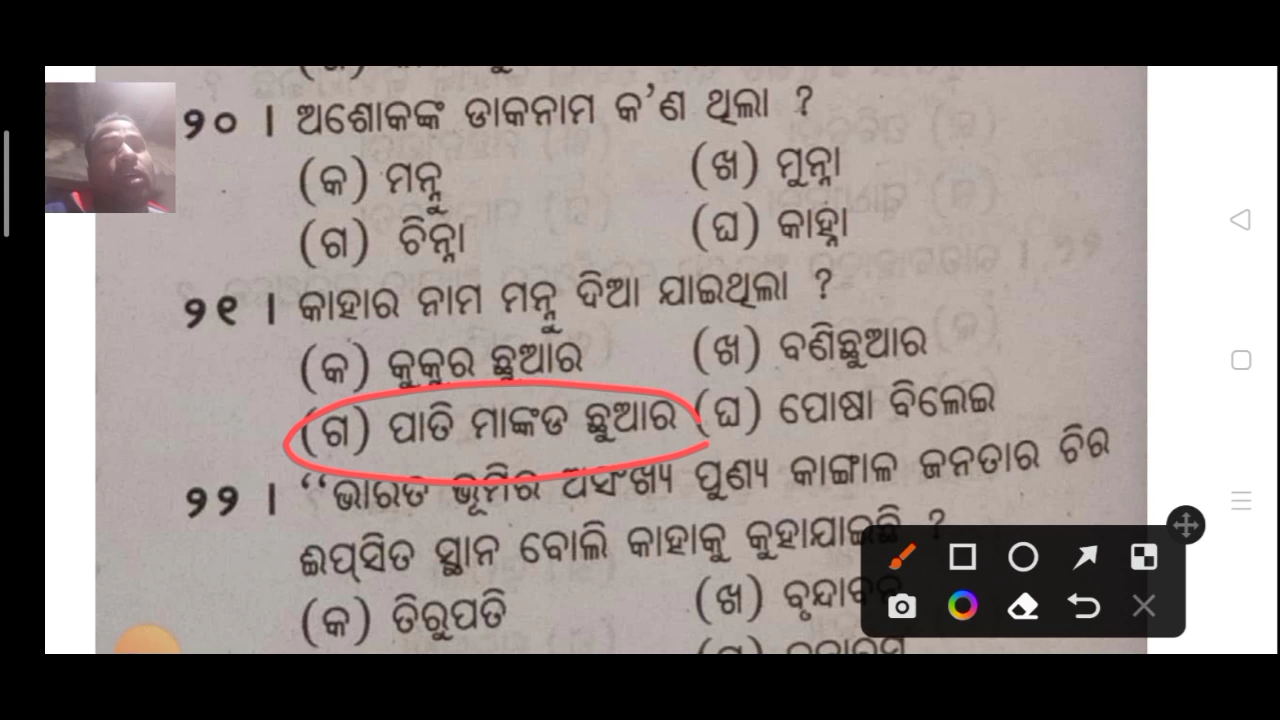 ୨୦ । ଅଶୋକଙ୍କ ଡାକନାମ କ'ଣ ଥିଲା ?
(କ) ମନ୍ନୁ (ଖ) ମୁନ୍ନା
(ଗ) ଚିନ୍ନା (ଘ) କାହ୍ନା
୨୧ । କାହାର ନାମ ମନ୍ନୁ ଦିଆ ଯାଇଥିଲା ?
(କ) କୁକୁର ଛୁଆର (ଖ) ବଣିଛୁଆର
(ଗ) ପାତି ମାଙ୍କଡ ଛୁଆର (ଘ) ପୋଷା ବିଲେଇ
୨୨ । “ଭାରତ ଭୂମିର ଅସଂଖ୍ୟ ପୁଣ୍ୟ କାଙ୍ଗାଳ ଜନତାର ଚିର
ଈପ୍‌ସିତ ସ୍ଥାନ ବୋଲି କାହାକୁ କୁହାଯାଇଛି ?
(କ) ତିରୁପତି (ଖ) ବୃନ୍ଦାବନ